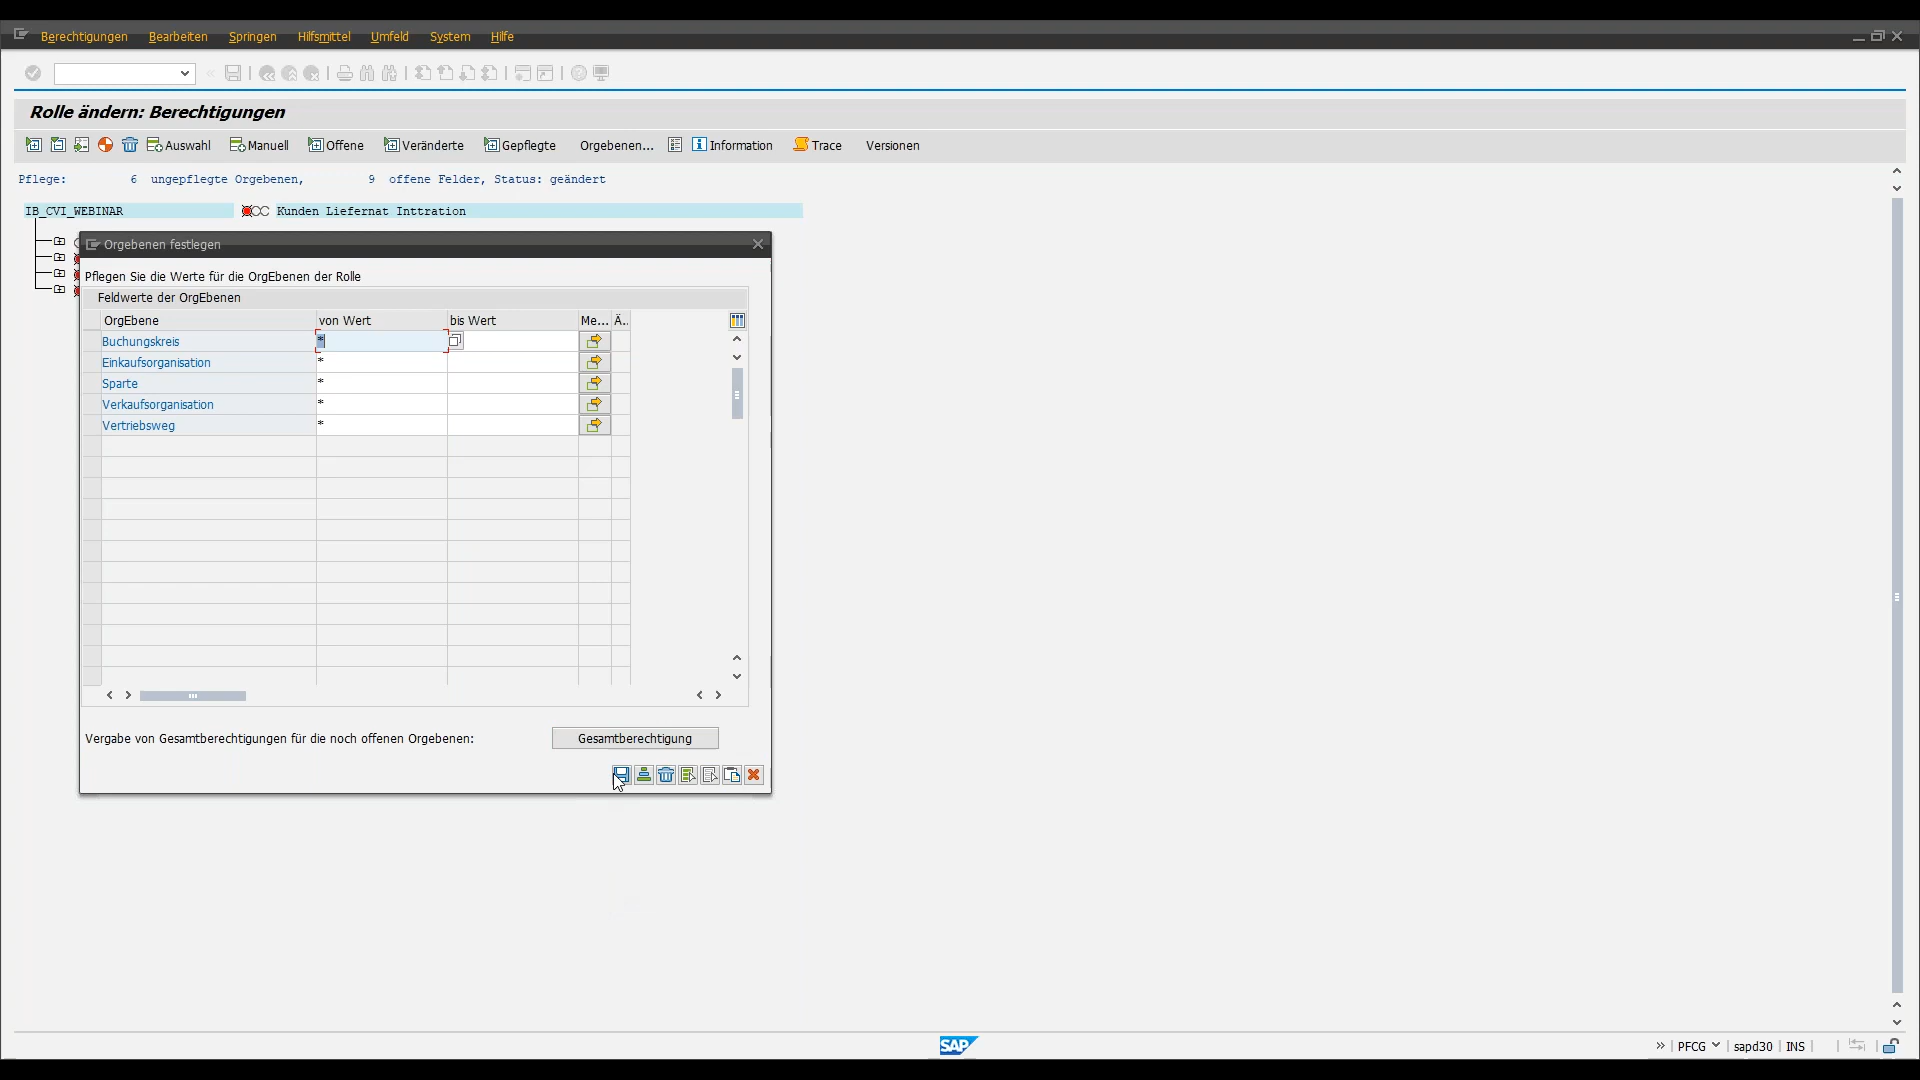 Berechtigungen Bearbeiten Springen Hilfsmittel Umfeld System Hilfe
Rolle ändern: Berechtigungen
Auswahl Manuell Offene Veränderte Gepflegte Orgebenen... Information Trace Versionen
Pflege: 6 ungepflegte Orgebenen, 9 offene Felder, Status: geändert
IB_CVI_WEBINAR Kunden Liefernat Inttration
Orgebenen festlegen
Pflegen Sie die Werte für die OrgEbenen der Rolle
Feldwerte der OrgEbenen
OrgEbene von Wert bis Wert Me... Ä..
Buchungskreis *
Einkaufsorganisation *
Sparte *
Verkaufsorganisation *
Vertriebsweg *
Vergabe von Gesamtberechtigungen für die noch offenen Orgebenen: Gesamtberechtigung
SAP PFCG sapd30 INS